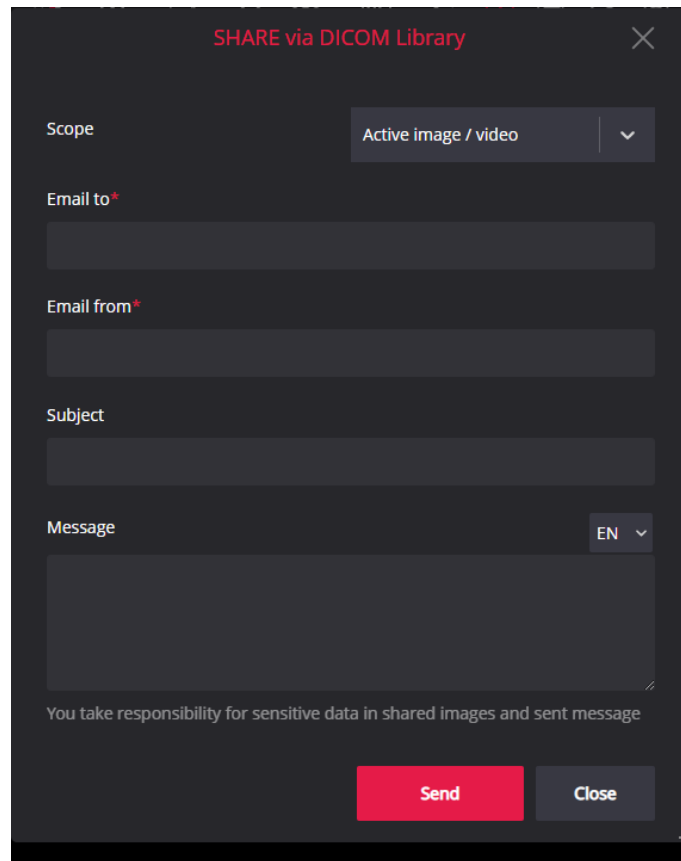 SHARE via DICOM Library
Scope
Active image / video
Email to*
Email from*
Subject
Message
EN
You take responsibility for sensitive data in shared images and sent message
Send
Close